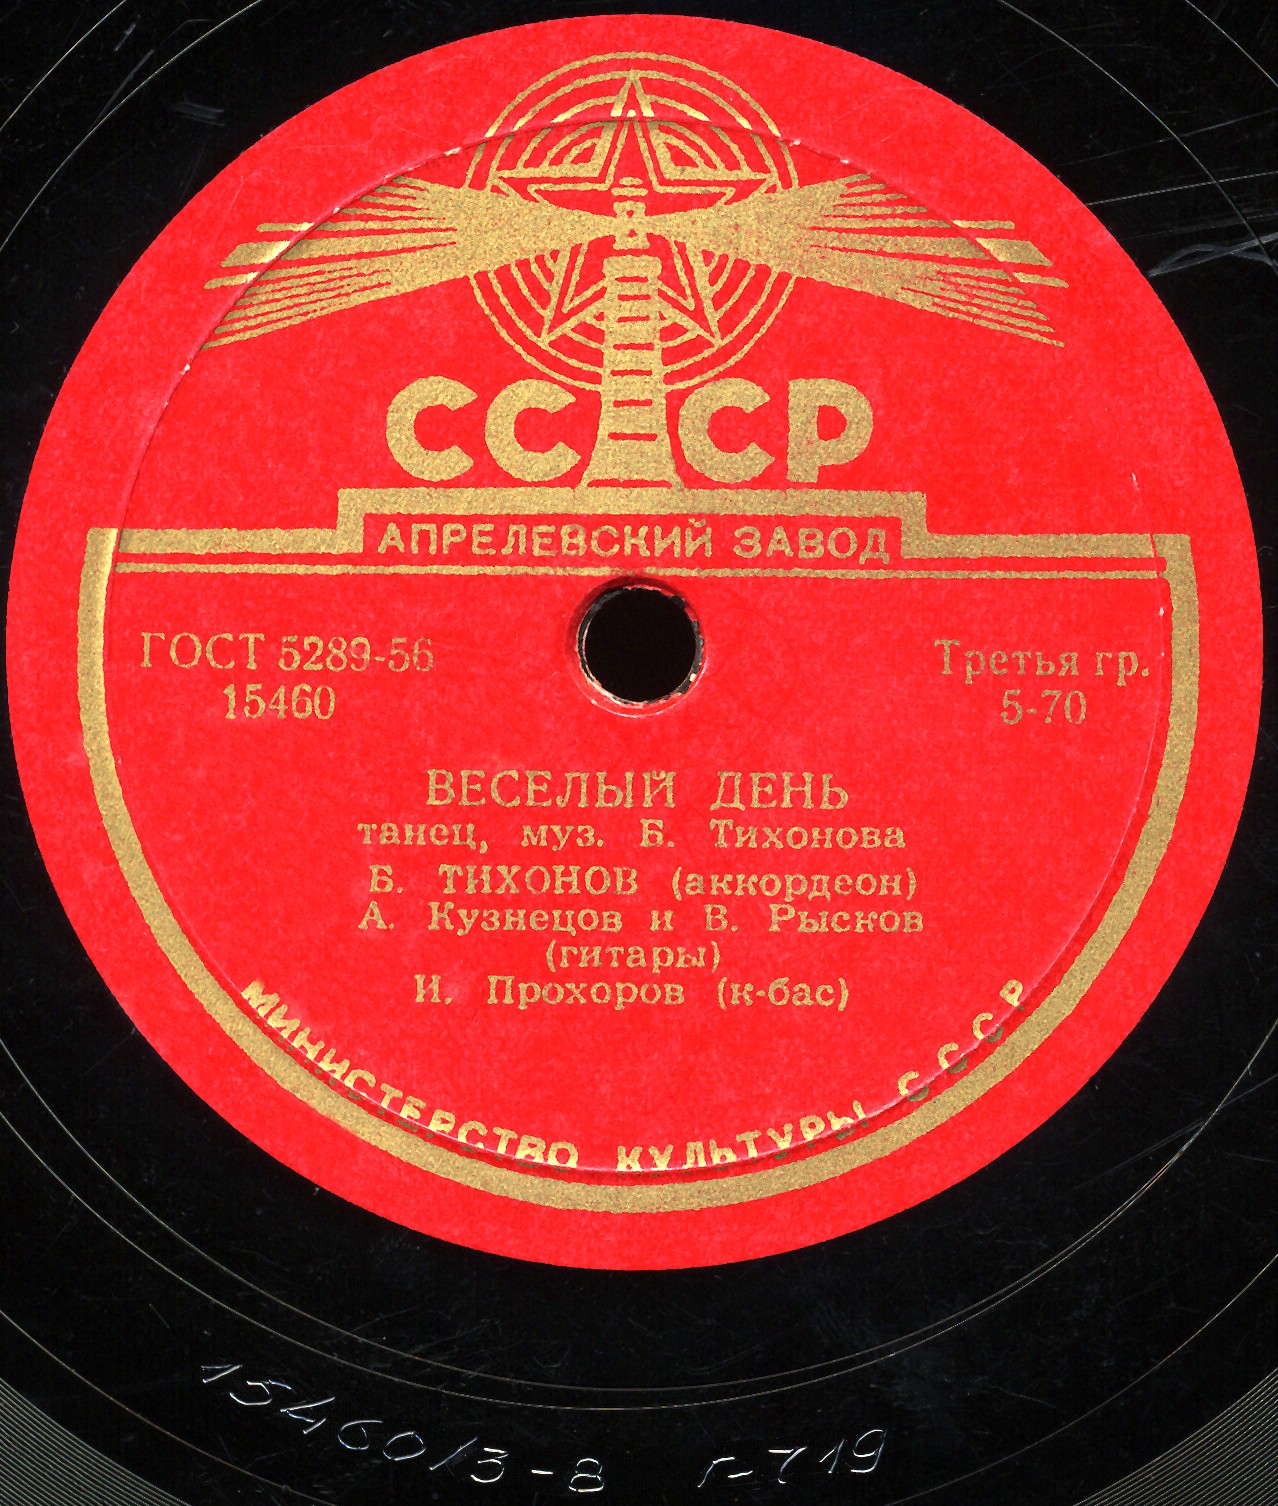 СССР
АПРЕЛЕВСКИЙ ЗАВОД
ГОСТ 5289-56
15460
Третья гр.
5-70
ВЕСЕЛЫЙ ДЕНЬ
танец, муз. Б. Тихонова
Б. ТИХОНОВ (аккордеон)
А. Кузнецов и В. Рысков
(гитары)
И. Прохоров (к-бас)
МИНИСТЕРСТВО КУЛЬТУРЫ СССР
15460/3-8 г-719